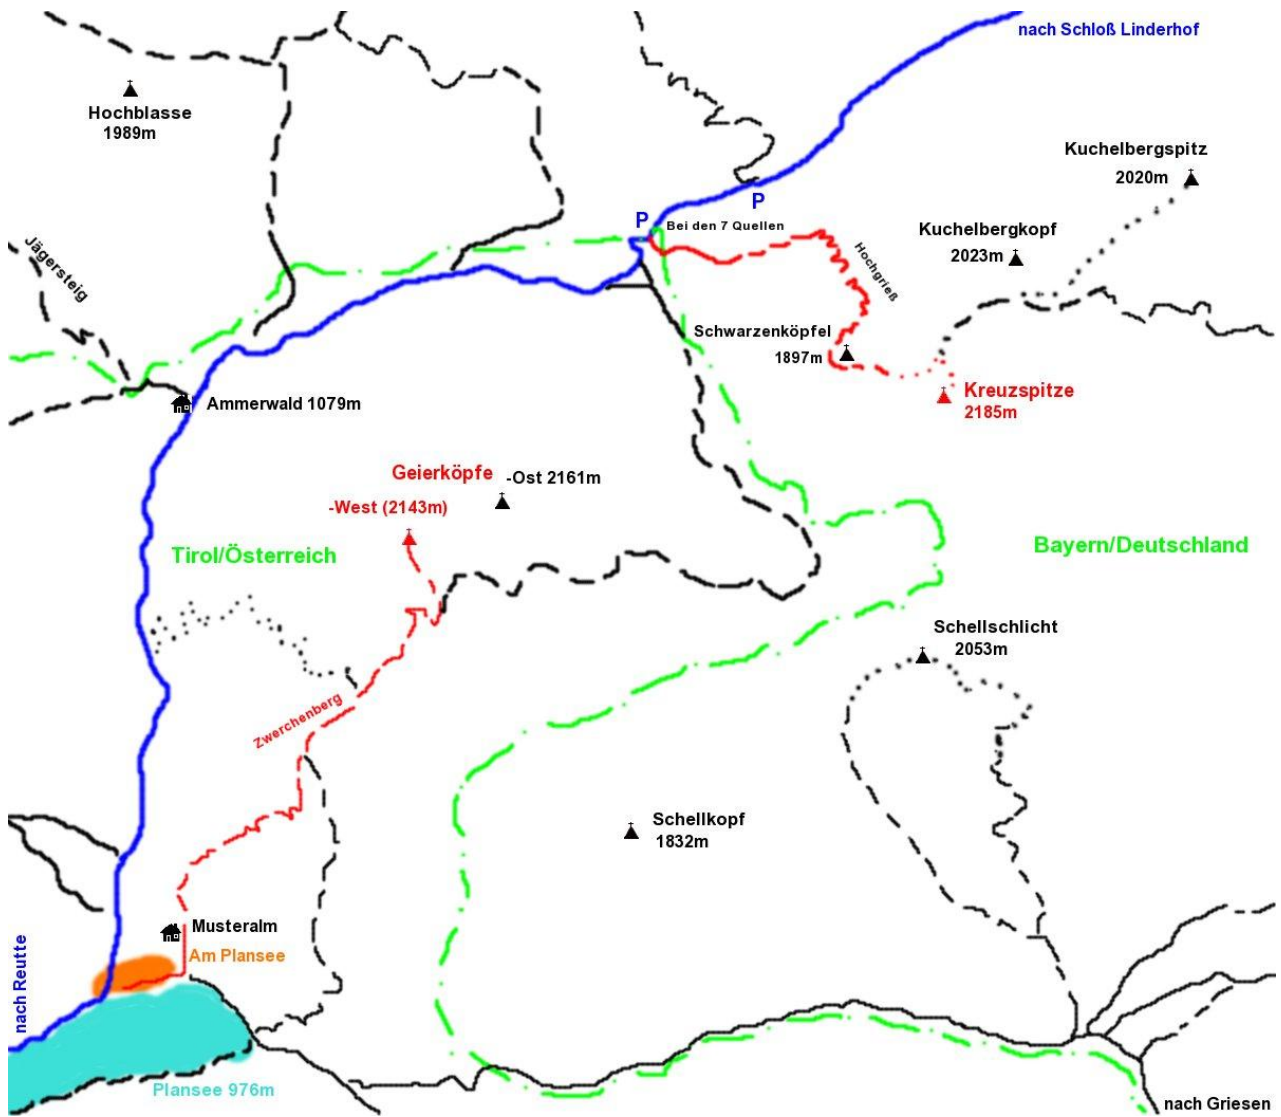 nach Schloß Linderhof
Hochblasse
1989m
Kuchelbergspitz
2020m
P
P
Bei den 7 Quellen
Kuchelbergkopf
2023m
Jägersteig
Hochgrieß
Schwarzenköpfel
1897m
Kreuzspitze
2185m
Ammerwald 1079m
Geierköpfe
-Ost 2161m
-West (2143m)
Tirol/Österreich
Bayern/Deutschland
Schellschlicht
2053m
Zwerchenberg
Schellkopf
1832m
Musteralm
Am Plansee
nach Reutte
Plansee 976m
nach Griesen